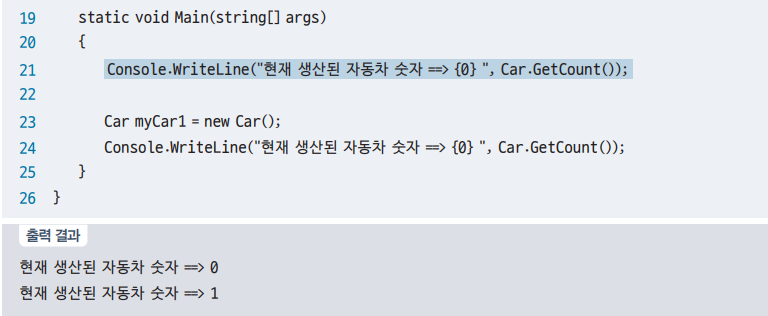 19 static void Main(string[] args)
20 {
21 Console.WriteLine("현재 생산된 자동차 숫자 ==> {0} ", Car.GetCount());
22
23 Car myCar1 = new Car();
24 Console.WriteLine("현재 생산된 자동차 숫자 ==> {0} ", Car.GetCount());
25 }
26 }
출력 결과
현재 생산된 자동차 숫자 ==> 0
현재 생산된 자동차 숫자 ==> 1